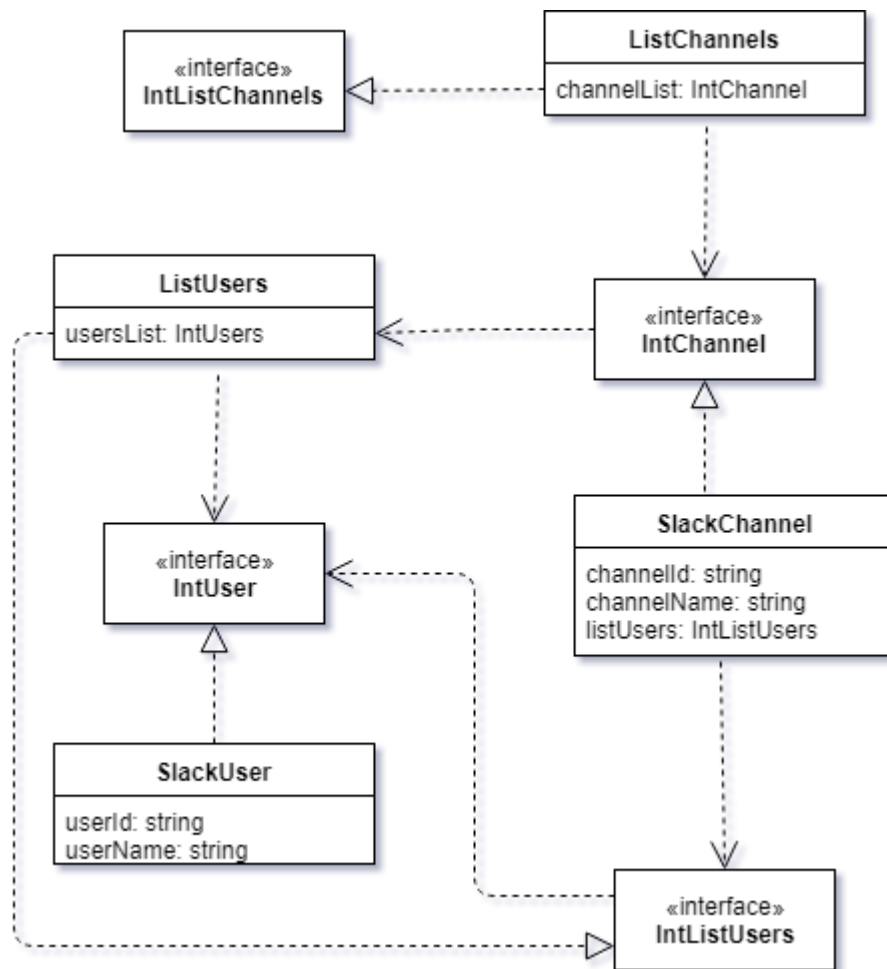 ListChannels
channelList: IntChannel
«interface»
IntListChannels
ListUsers
usersList: IntUsers
«interface»
IntChannel
«interface»
IntUser
SlackChannel
channelId: string
channelName: string
listUsers: IntListUsers
SlackUser
userId: string
userName: string
«interface»
IntListUsers